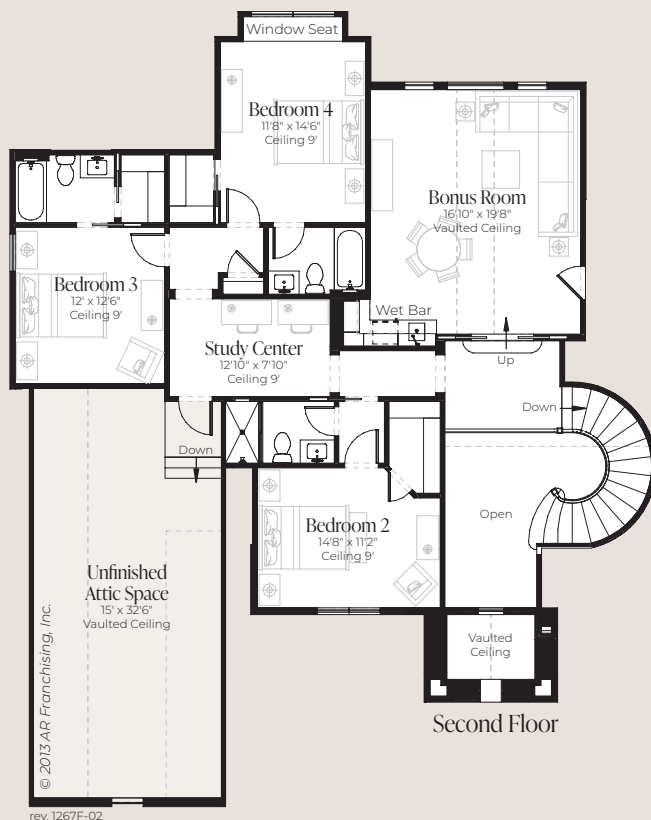 Window Seat
Bedroom 4
11'8" x 14'6"
Ceiling 9'
Bonus Room
16'10" x 19'8"
Vaulted Ceiling
Bedroom 3
12' x 12'6"
Ceiling 9'
Wet Bar
Study Center
12'10" x 7'10"
Ceiling 9'
Up
Down
Down
Bedroom 2
14'8" x 11'2"
Ceiling 9'
Open
Unfinished
Attic Space
15' x 32'6"
Vaulted Ceiling
Vaulted
Ceiling
© 2013 AR Franchising, Inc.
Second Floor
rev. 1267F-02